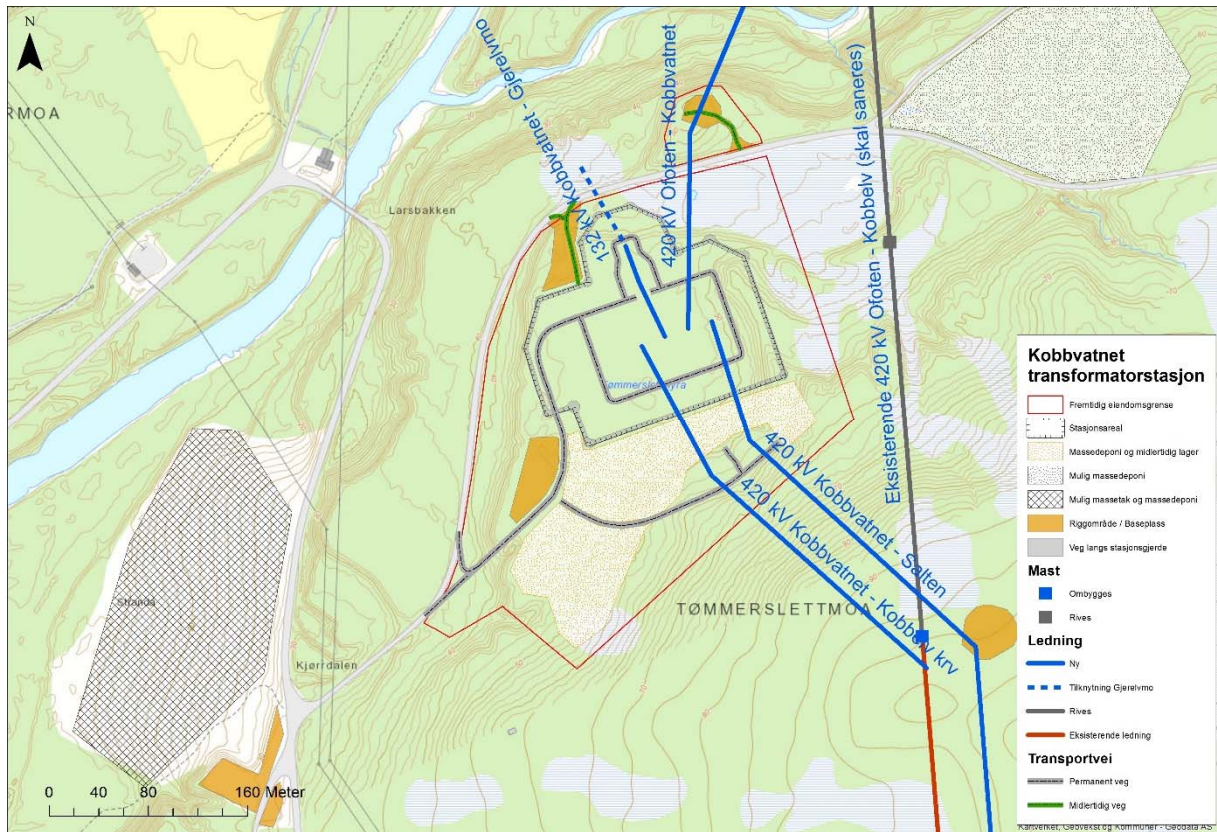 N
RMOA
Larsbakken
132 kV Kobbvatnet - Gjerelvmo
420 kV Ofoten - Kobbvatnet
Eksisterende 420 kV Ofoten - Kobbelv (skal saneres)
420 kV Kobbvatnet - Salten
420 kV Kobbvatnet - Kobbelv krv
TØMMERSLETTMOA
Stranda
Kjørrdalen
0 40 80 160 Meter
Kobbvatnet
transformatorstasjon
Fremtidig eiendomsgrense
Stasjonsareal
Massedeponi og midlertidig lager
Mulig massedeponi
Mulig massetak og massedeponi
Riggområde / Baseplass
Veg langs stasjonsgjerde
Mast
Ombygges
Rives
Ledning
Ny
Tilknytning Gjerelvmo
Rives
Eksisterende ledning
Transportvei
Permanent veg
Midlertidig veg
Kartverket, Geovekst og Kommuner - Geodata AS